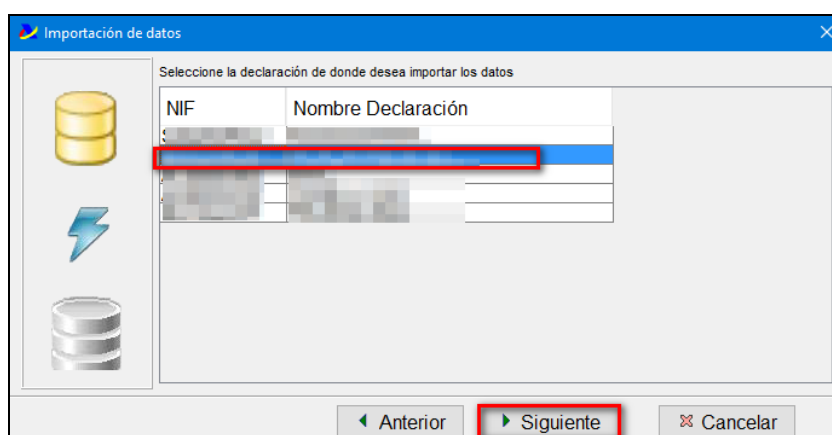 Importación de datos
Seleccione la declaración de donde desea importar los datos
NIF Nombre Declaración
Anterior Siguiente Cancelar